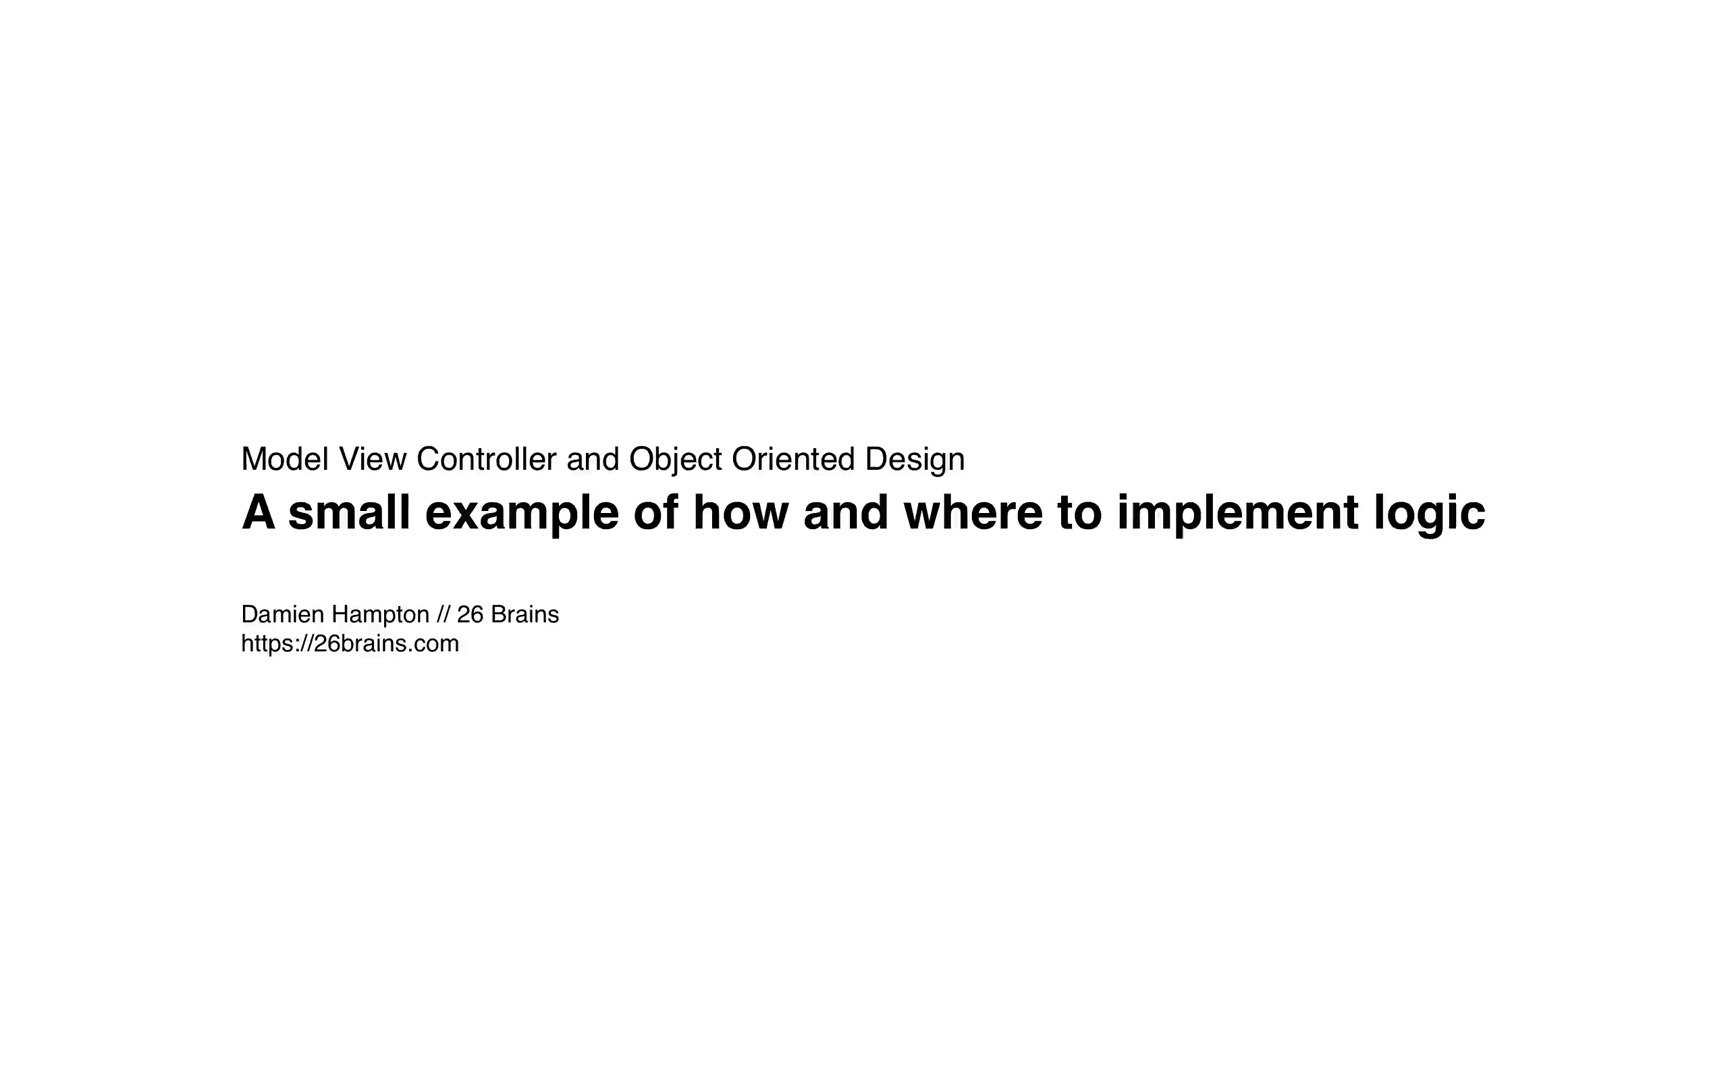 Model View Controller and Object Oriented Design
A small example of how and where to implement logic
Damien Hampton // 26 Brains
https://26brains.com